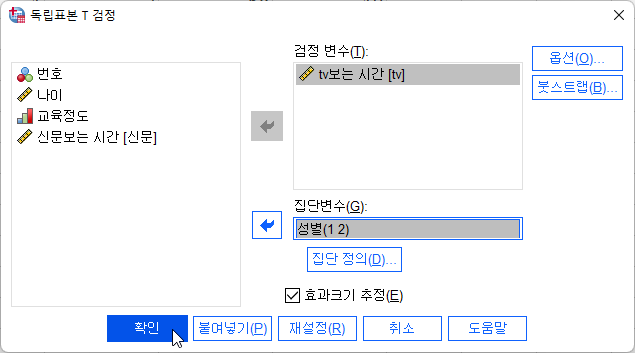 독립표본 T 검정
번호
나이
교육정도
신문보는 시간 [신문]
검정 변수(T):
tv보는 시간 [tv]
집단변수(G):
성별(1 2)
집단 정의(D)...
효과크기 추정(E)
옵션(O)...
붓스트랩(B)...
확인
붙여넣기(P)
재설정(R)
취소
도움말